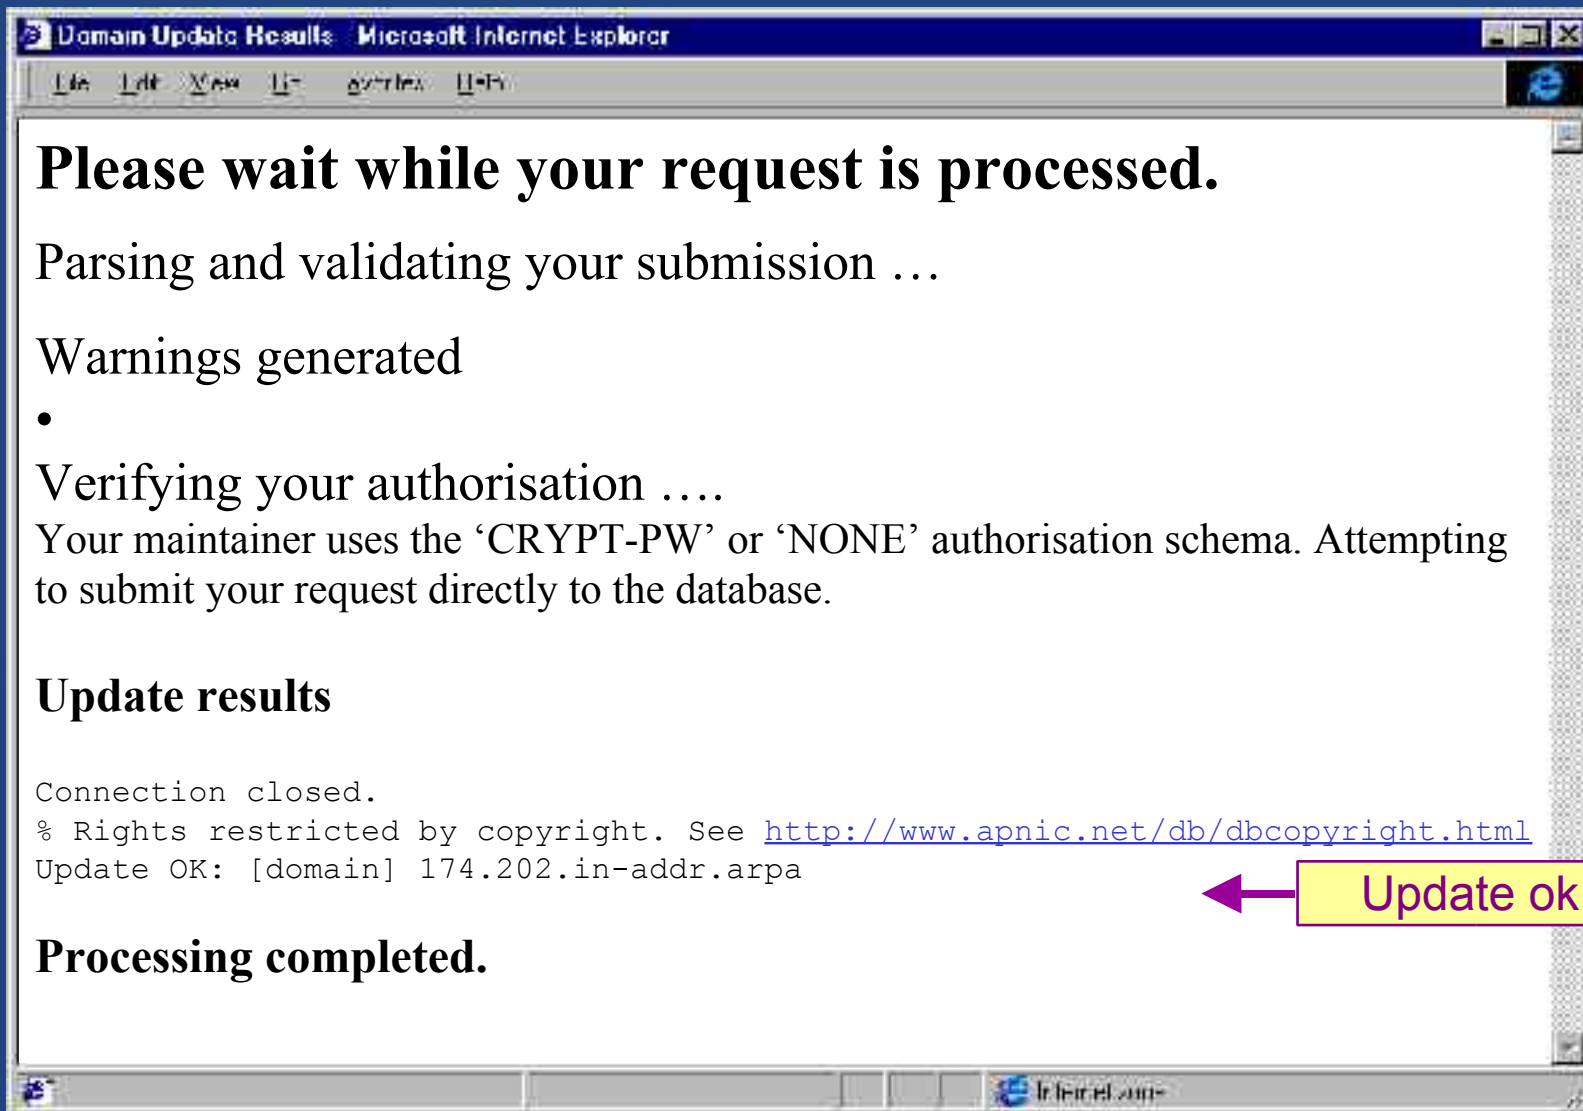 Domain Update Results Microsoft Internet Explorer
View Help
Please wait while your request is processed.
Parsing and validating your submission …
Warnings generated
•
Verifying your authorisation ….
Your maintainer uses the ‘CRYPT-PW’ or ‘NONE’ authorisation schema. Attempting
to submit your request directly to the database.
Update results
Connection closed.
% Rights restricted by copyright. See http://www.apnic.net/db/dbcopyright.html
Update OK: [domain] 174.202.in-addr.arpa
Update ok
Processing completed.